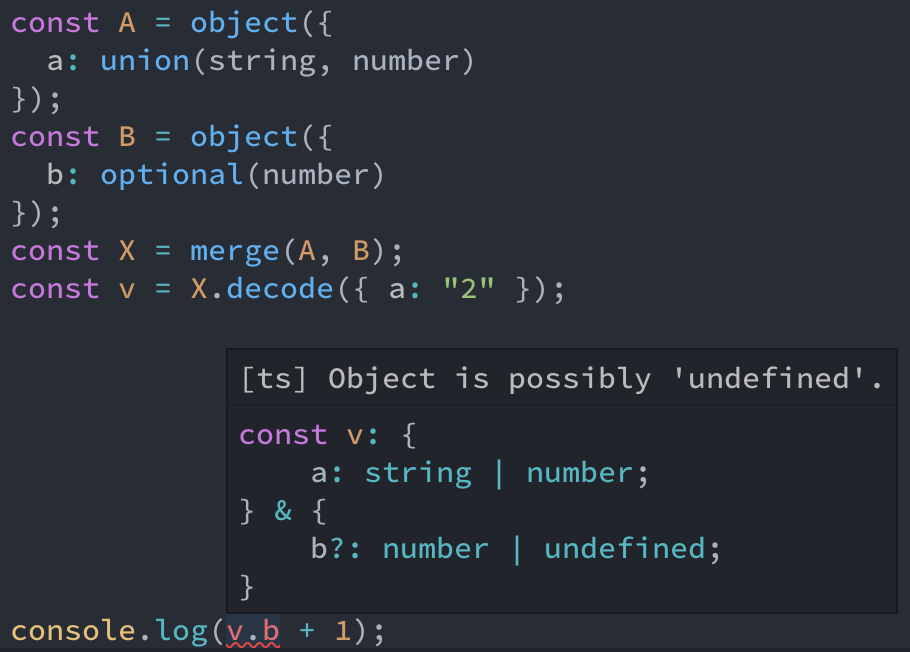 const A = object({
  a: union(string, number)
});
const B = object({
  b: optional(number)
});
const X = merge(A, B);
const v = X.decode({ a: "2" });
[ts] Object is possibly 'undefined'.
const v: {
    a: string | number;
} & {
    b?: number | undefined;
}
console.log(v.b + 1);